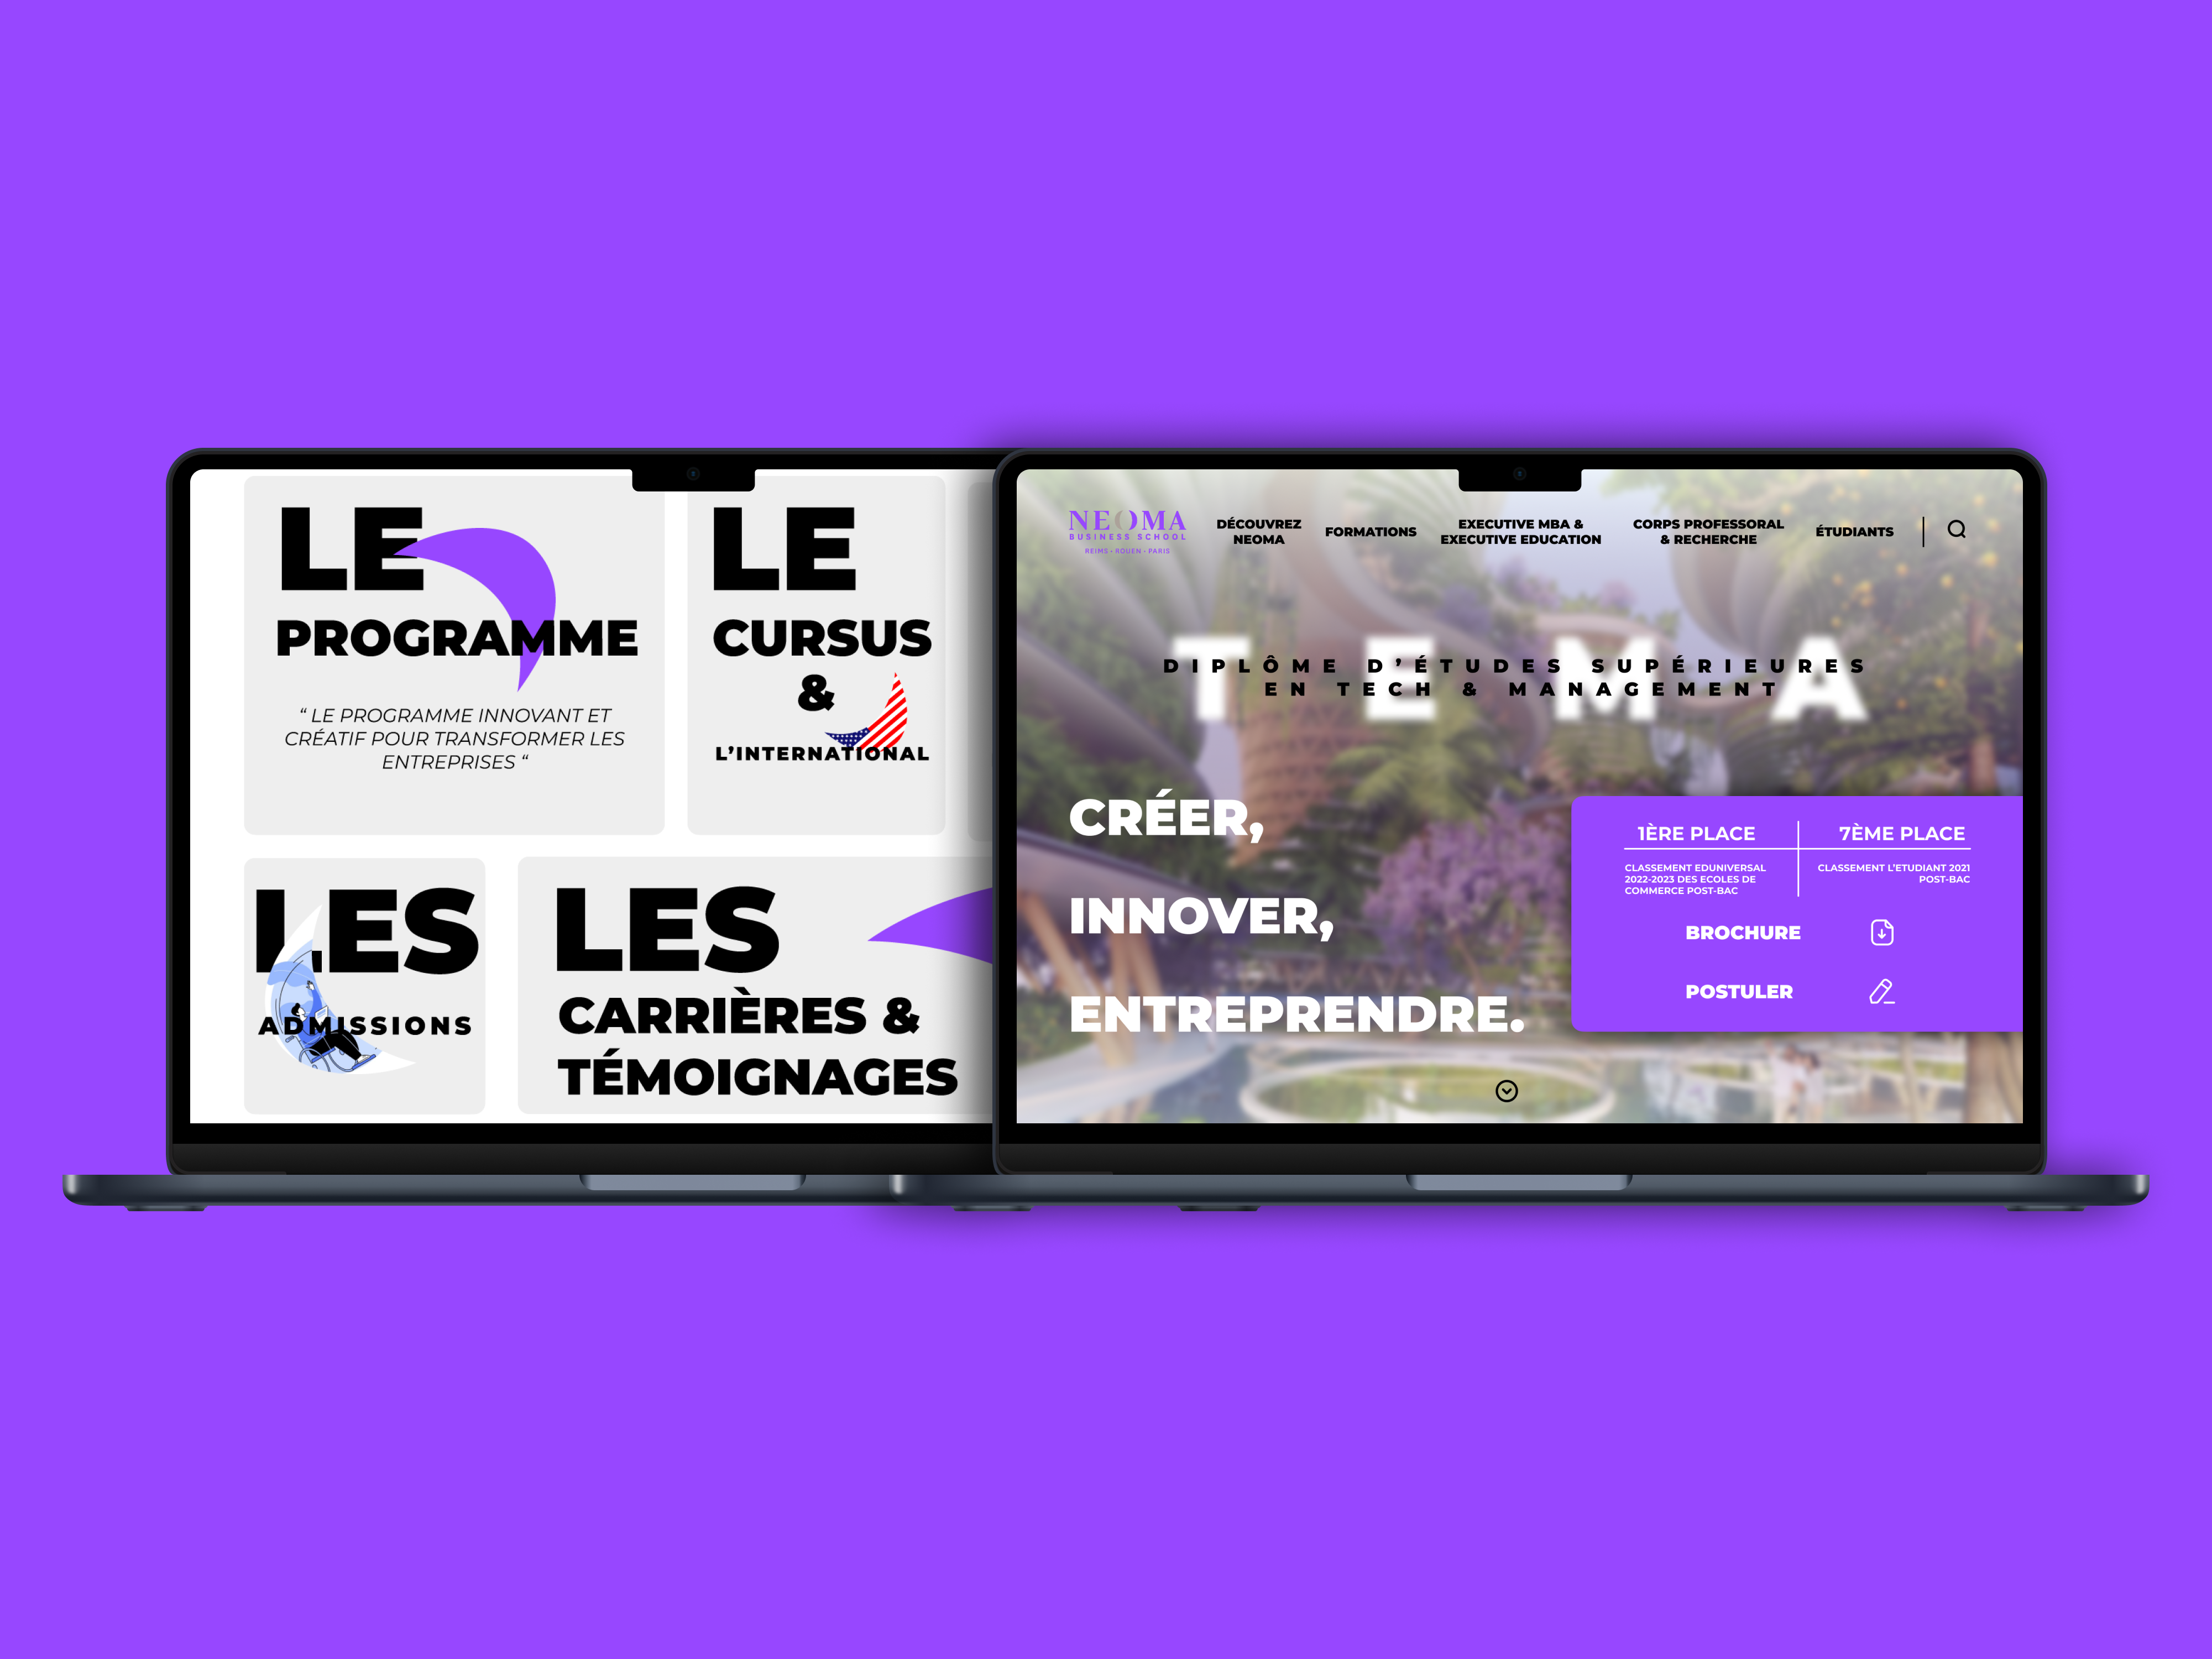 LE
PROGRAMME
“ LE PROGRAMME INNOVANT ET
CRÉATIF POUR TRANSFORMER LES
ENTREPRISES “
LE
CURSUS
&
L’INTERNATIONAL
LES
ADMISSIONS
LES
CARRIÈRES &
TÉMOIGNAGES
NEOMA
BUSINESS SCHOOL
REIMS • ROUEN • PARIS
DÉCOUVREZ
NEOMA
FORMATIONS
EXECUTIVE MBA &
EXECUTIVE EDUCATION
CORPS PROFESSORAL
& RECHERCHE
ÉTUDIANTS
TEMA
DIPLÔME D’ÉTUDES SUPÉRIEURES
EN TECH & MANAGEMENT
CRÉER,
INNOVER,
ENTREPRENDRE.
1ÈRE PLACE
CLASSEMENT EDUNIVERSAL
2022-2023 DES ECOLES DE
COMMERCE POST-BAC
7ÈME PLACE
CLASSEMENT L’ETUDIANT 2021
POST-BAC
BROCHURE
POSTULER